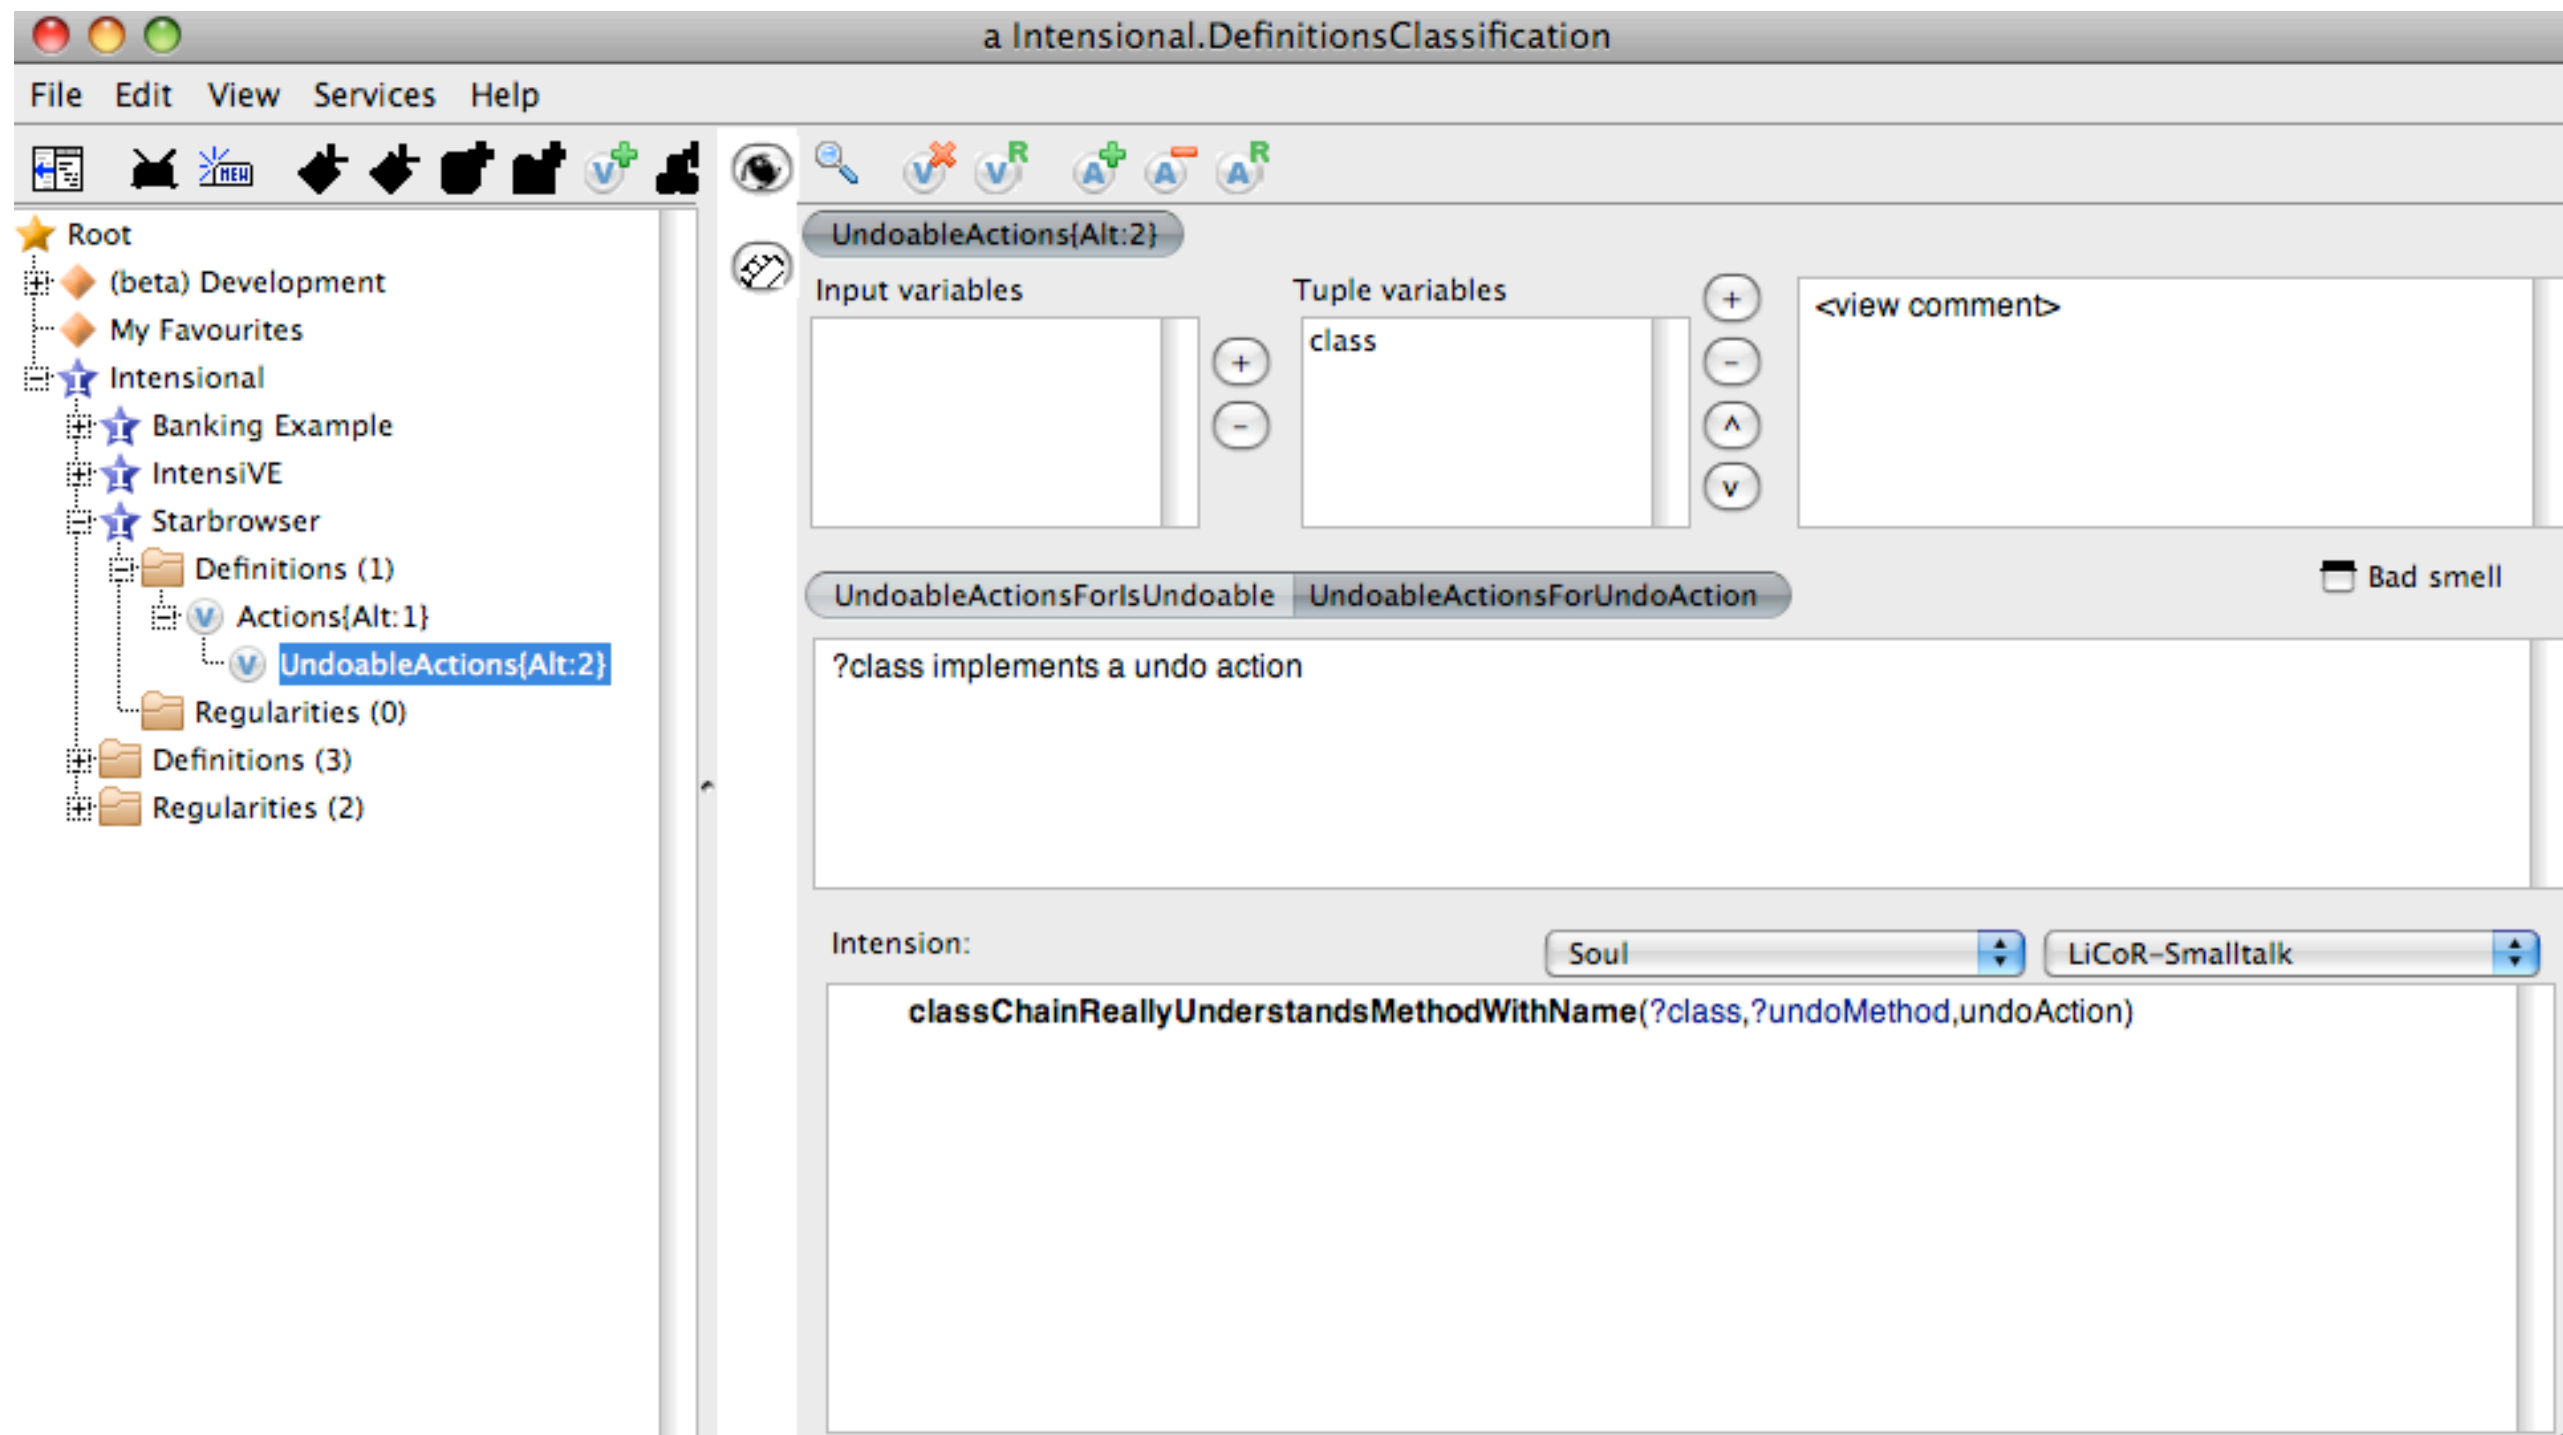 a Intensional.DefinitionsClassification
File Edit View Services Help
NEW V V V R A A A R
Root
(beta) Development
My Favourites
Intensional
Banking Example
IntensiVE
Starbrowser
Definitions (1)
Actions{Alt:1}
UndoableActions{Alt:2}
Regularities (0)
Definitions (3)
Regularities (2)
UndoableActions{Alt:2}
Input variables
Tuple variables
class
<view comment>
+
-
+
-
^
v
UndoableActionsForIsUndoable
UndoableActionsForUndoAction
Bad smell
?class implements a undo action
Intension:
Soul
LiCoR-Smalltalk
classChainReallyUnderstandsMethodWithName(?class,?undoMethod,undoAction)